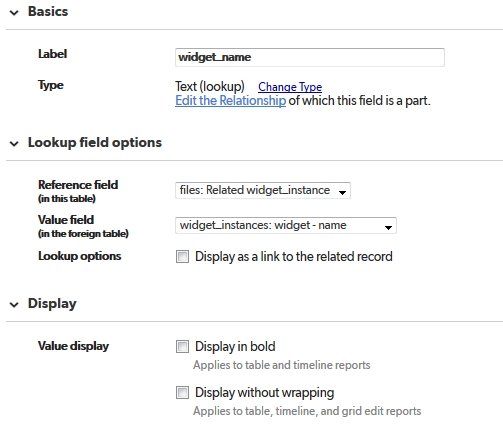 Basics
Label
widget_name
Type
Text (lookup) Change Type
Edit the Relationship of which this field is a part.
Lookup field options
Reference field
(in this table)
files: Related widget_instance
Value field
(in the foreign table)
widget_instances: widget - name
Lookup options
Display as a link to the related record
Display
Value display
Display in bold
Applies to table and timeline reports
Display without wrapping
Applies to table, timeline, and grid edit reports